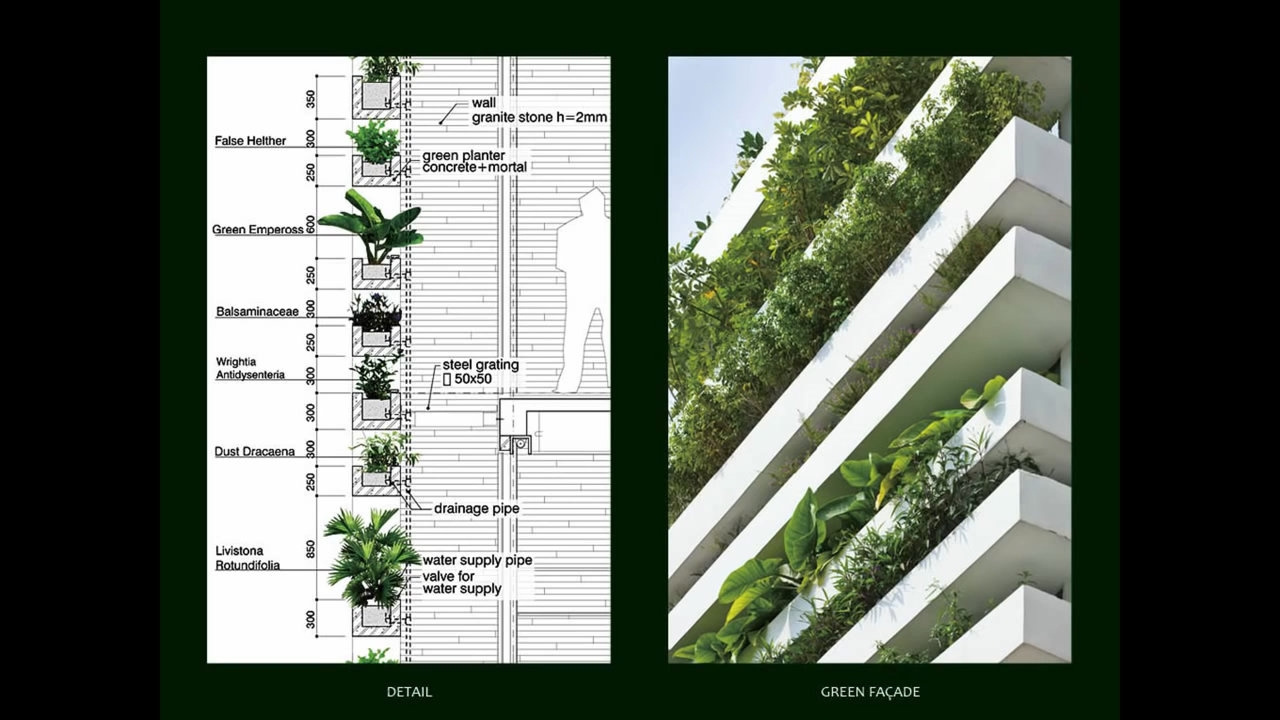 350
wall
granite stone h=2mm
False Helther
300
green planter
concrete+mortal
250
Green Empeross
600
250
Balsaminaceae
300
250
Wrightia
Antidysenteria
300
steel grating
▯ 50x50
300
Dust Dracaena
300
250
drainage pipe
Livistona
Rotundifolia
850
water supply pipe
valve for
water supply
300
DETAIL
GREEN FAÇADE